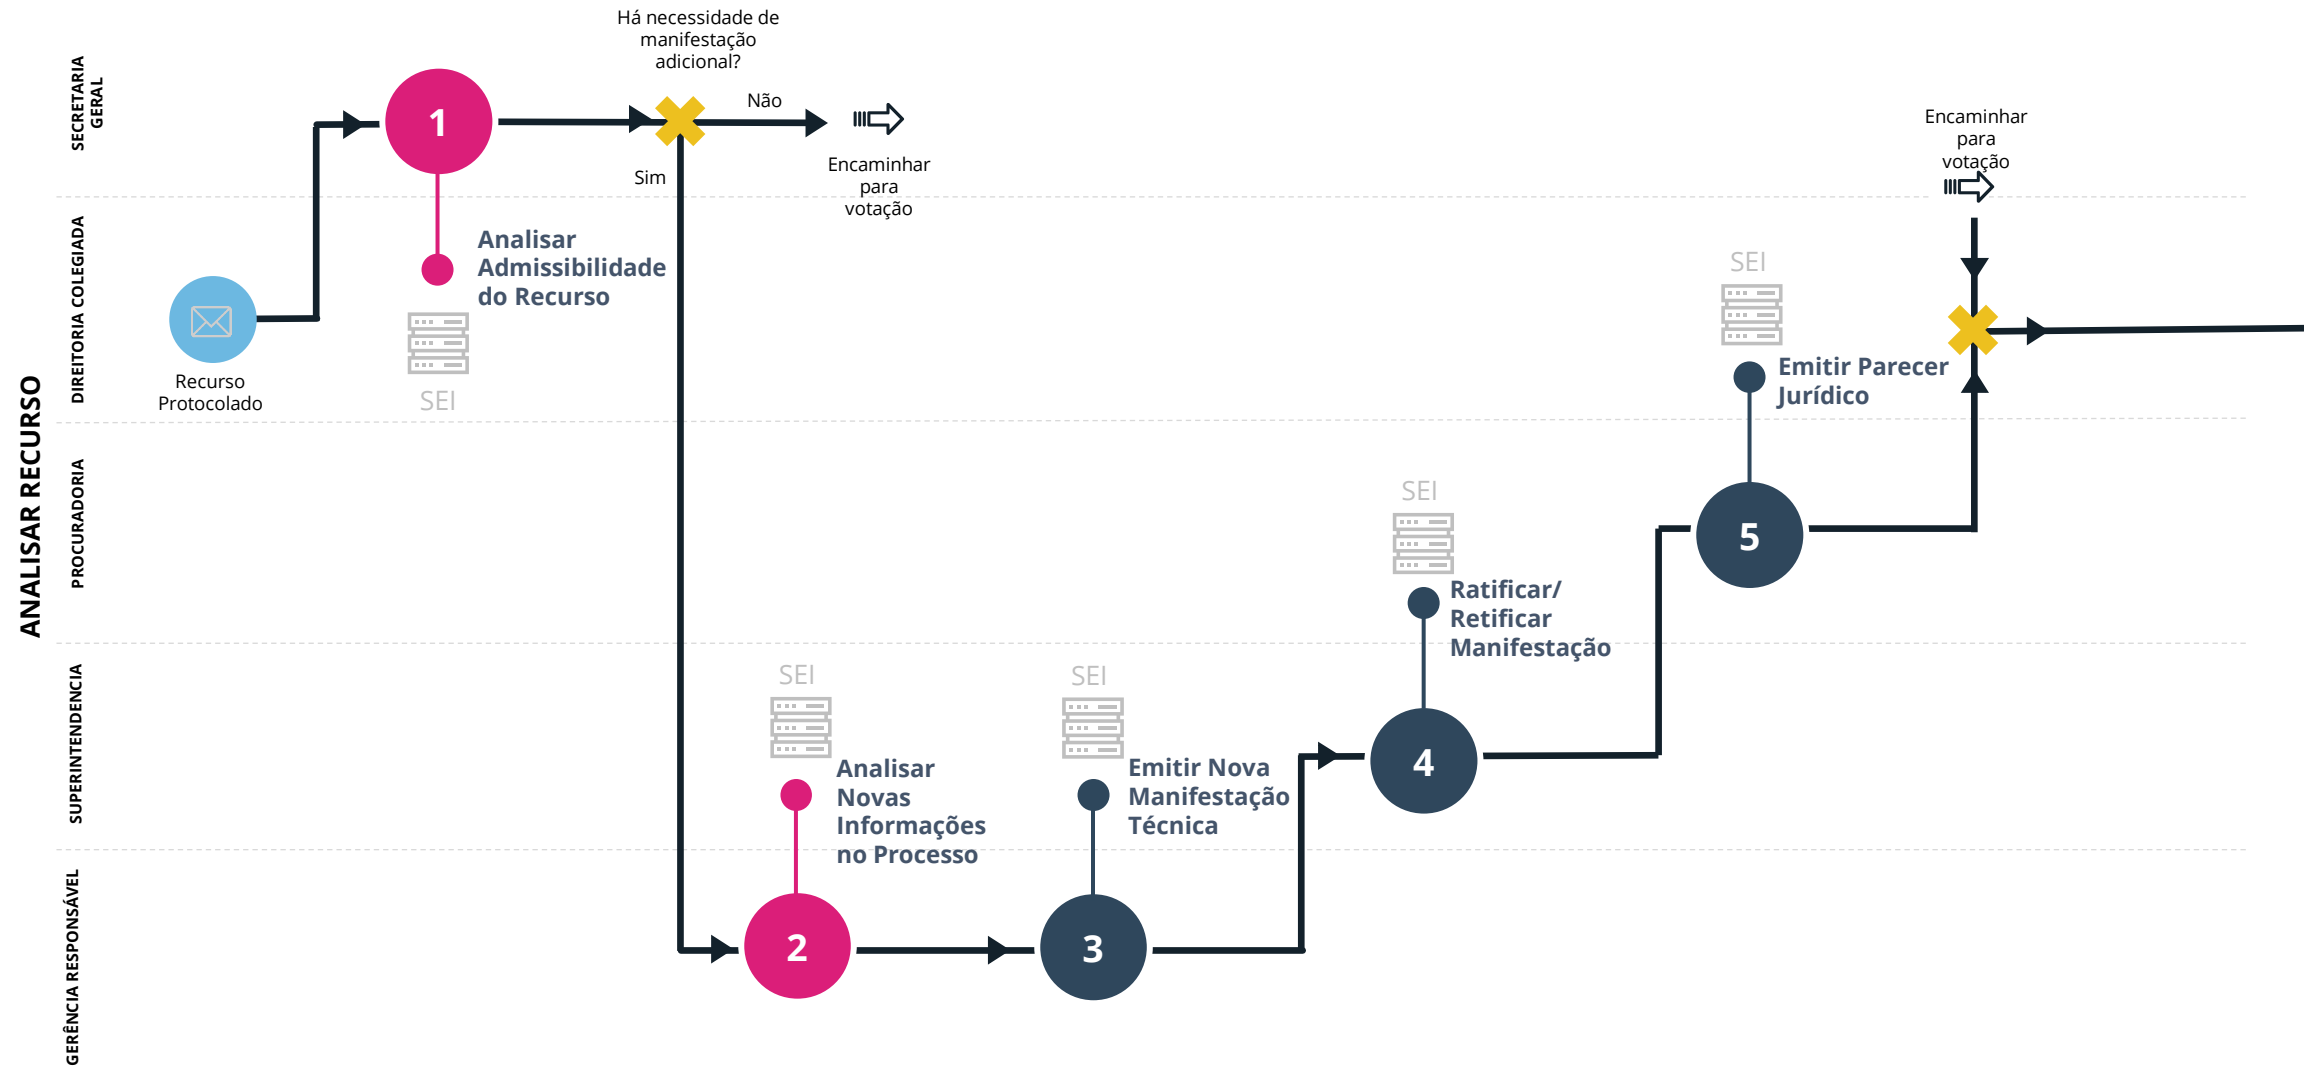 ANALISAR RECURSO
SECRETARIA
GERAL
1
Há necessidade de
manifestação
adicional?
Não
Sim
Encaminhar
para
votação
Encaminhar
para
votação
DIREITORIA COLEGIADA
Recurso
Protocolado
Analisar
Admissibilidade
do Recurso
SEI
SEI
Emitir Parecer
Jurídico
PROCURADORIA
SEI
Ratificar/
Retificar
Manifestação
5
SUPERINTENDENCIA
SEI
Analisar
Novas
Informações
no Processo
SEI
Emitir Nova
Manifestação
Técnica
4
GERÊNCIA RESPONSÁVEL
2
3